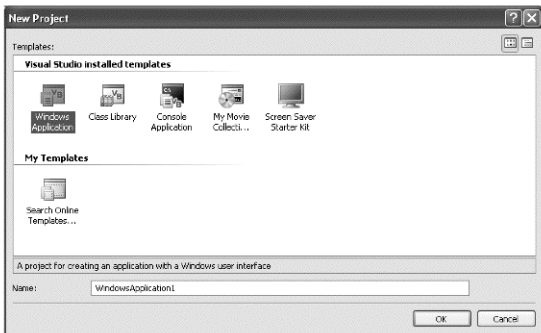 New Project
Templates:
Visual Studio installed templates
Windows Application
Class Library
Console Application
My Movie Collecti...
Screen Saver Starter Kit
My Templates
Search Online Templates...
A project for creating an application with a Windows user interface
Name: WindowsApplication1
OK Cancel